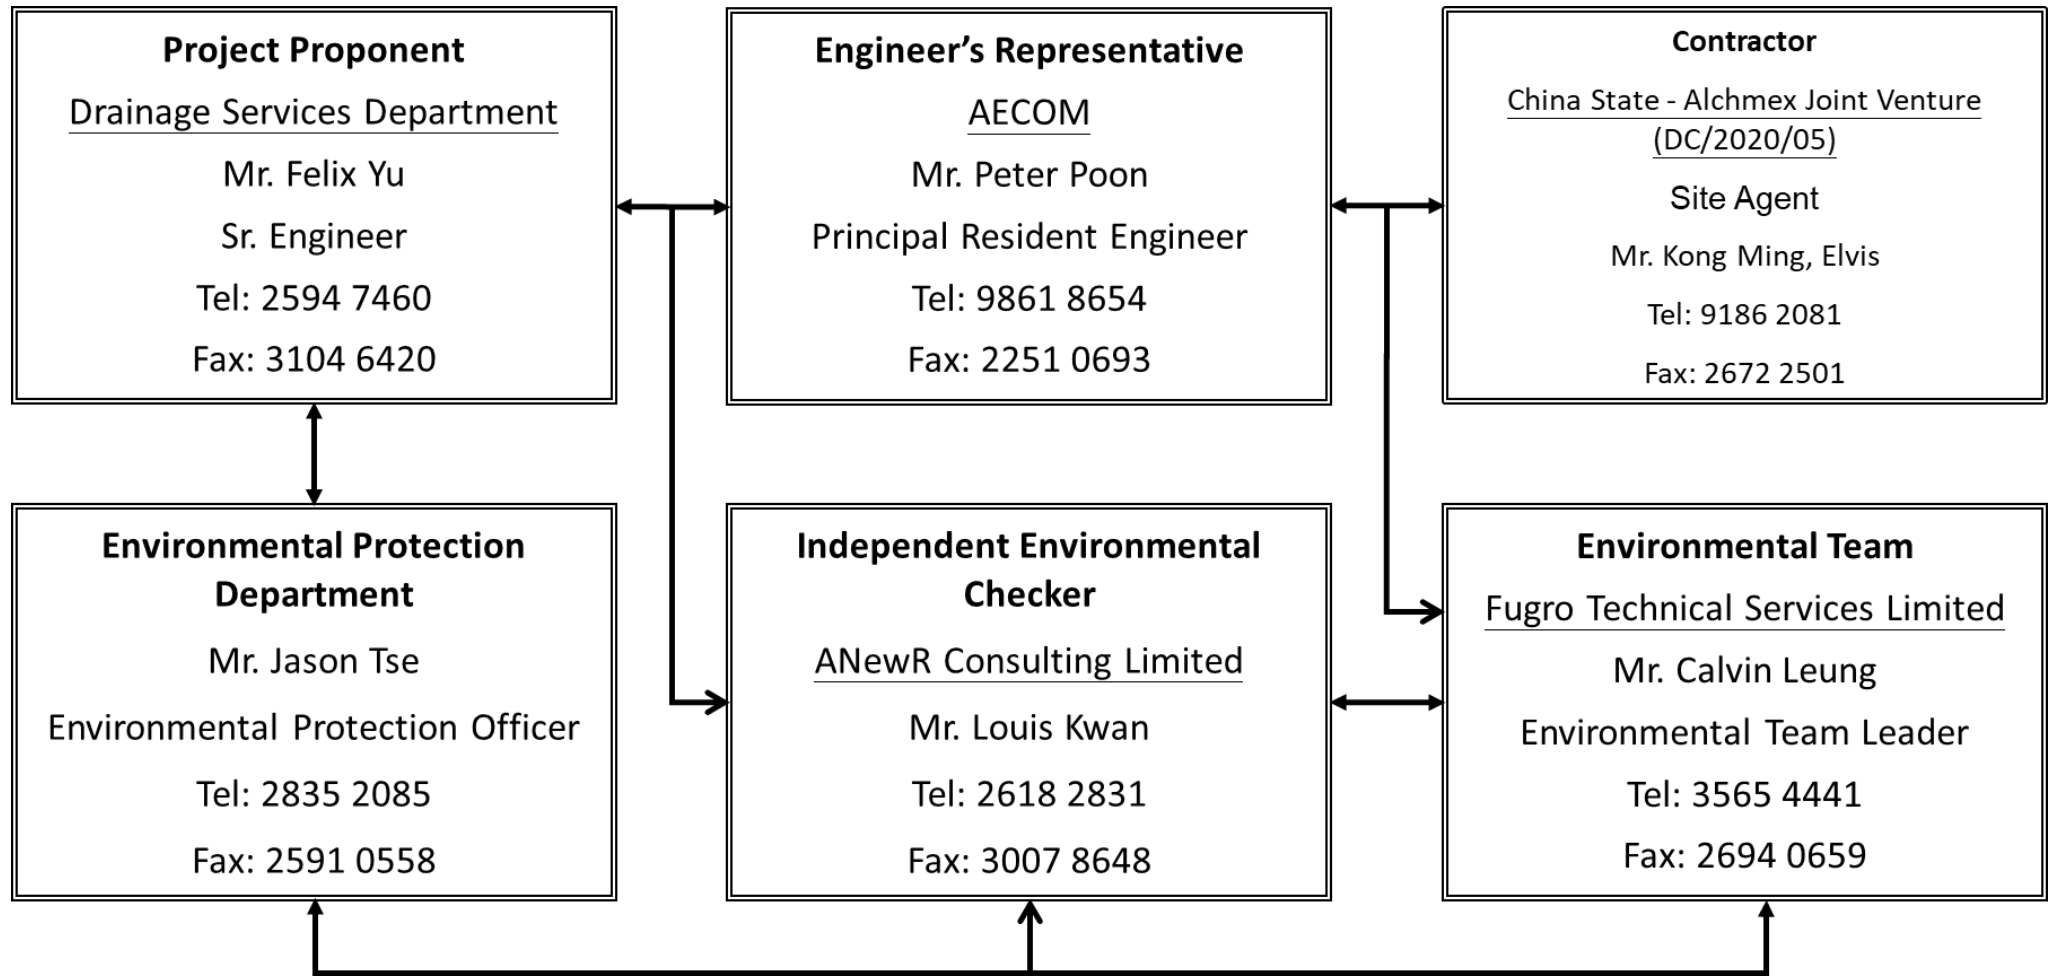 Project Proponent
Drainage Services Department
Mr. Felix Yu
Sr. Engineer
Tel: 2594 7460
Fax: 3104 6420
Engineer’s Representative
AECOM
Mr. Peter Poon
Principal Resident Engineer
Tel: 9861 8654
Fax: 2251 0693
Contractor
China State - Alchmex Joint Venture
(DC/2020/05)
Site Agent
Mr. Kong Ming, Elvis
Tel: 9186 2081
Fax: 2672 2501
Environmental Protection
Department
Mr. Jason Tse
Environmental Protection Officer
Tel: 2835 2085
Fax: 2591 0558
Independent Environmental
Checker
ANewR Consulting Limited
Mr. Louis Kwan
Tel: 2618 2831
Fax: 3007 8648
Environmental Team
Fugro Technical Services Limited
Mr. Calvin Leung
Environmental Team Leader
Tel: 3565 4441
Fax: 2694 0659